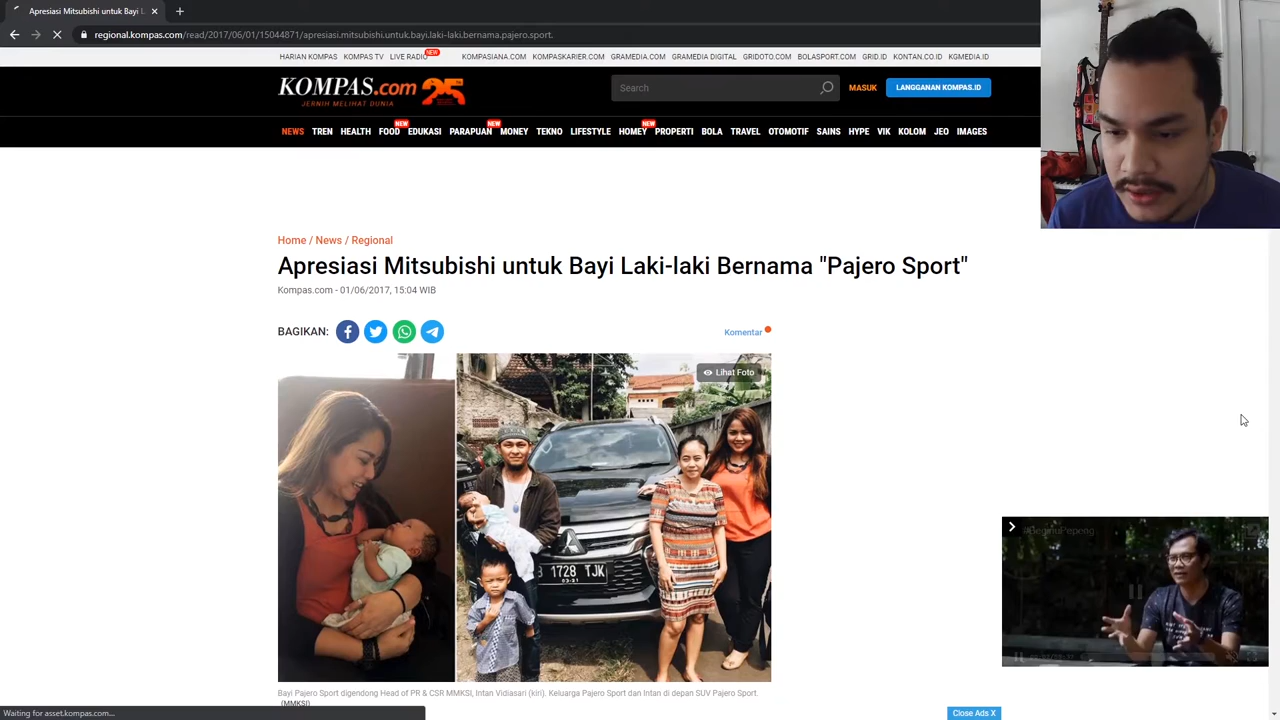 Apresiasi Mitsubishi untuk Bayi L
regional.kompas.com/read/2017/06/01/15044871/apresiasi.mitsubishi.untuk.bayi.laki-laki.bernama.pajero.sport.
HARIAN KOMPAS KOMPAS TV LIVE RADIO NEW KOMPASIANA.COM KOMPASKARIER.COM GRAMEDIA.COM GRAMEDIA DIGITAL GRIDOTO.COM BOLASPORT.COM GRID.ID KONTAN.CO.ID KGMEDIA.ID
KOMPAS.com 25
JERNIH MELIHAT DUNIA
Search
MASUK
LANGGANAN KOMPAS.ID
NEWS TREN HEALTH FOOD NEW EDUKASI PARAPUAN NEW MONEY TEKNO LIFESTYLE HOMEY NEW PROPERTI BOLA TRAVEL OTOMOTIF SAINS HYPE VIK KOLOM JEO IMAGES
Home / News / Regional
Apresiasi Mitsubishi untuk Bayi Laki-laki Bernama "Pajero Sport"
Kompas.com - 01/06/2017, 15:04 WIB
BAGIKAN:
Komentar
Lihat Foto
B 1728 TJK
03·21
#BeginuPepeng
Bayi Pajero Sport digendong Head of PR & CSR MMKSI, Intan Vidiasari (kiri). Keluarga Pajero Sport dan Intan di depan SUV Pajero Sport.
(MMKSI)
Waiting for asset.kompas.com...
Close Ads X